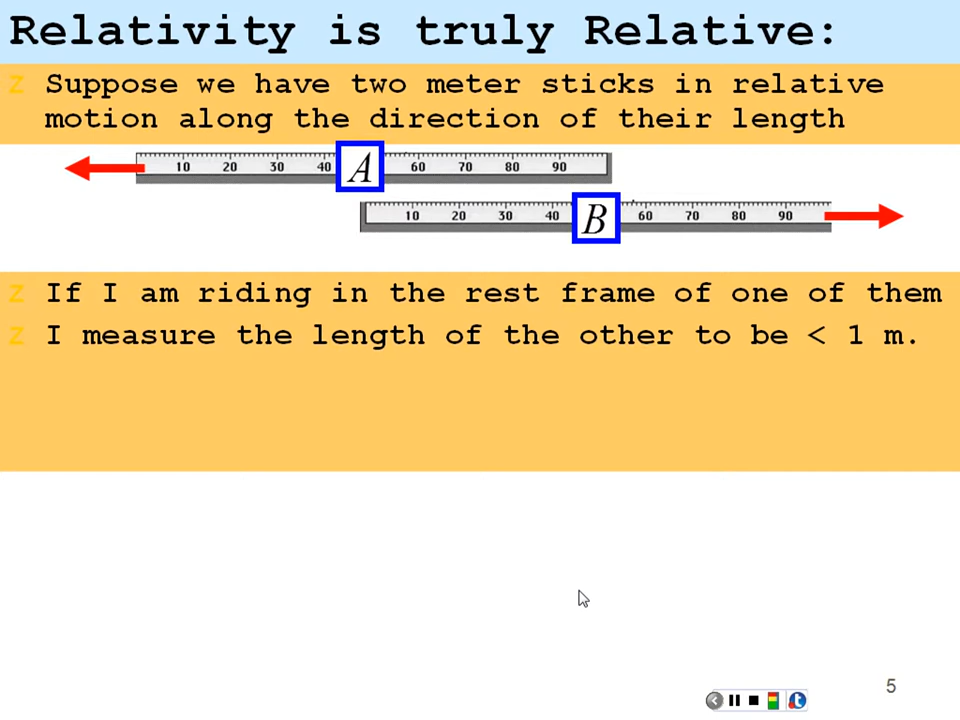 Relativity is truly Relative:
Z Suppose we have two meter sticks in relative
motion along the direction of their length
10 20 30 40 A 60 70 80 90
10 20 30 40 B 60 70 80 90
Z If I am riding in the rest frame of one of them
Z I measure the length of the other to be < 1 m.
5